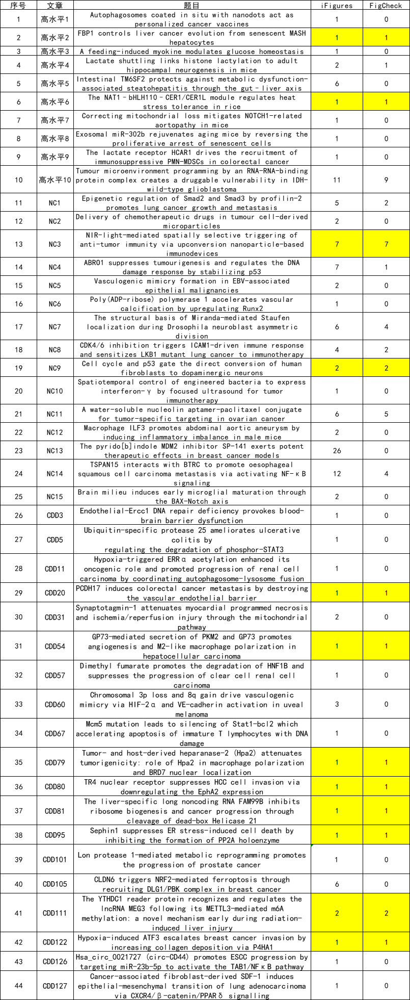 序号 文章 题目 iFigures FigCheck
1 高水平1 Autophagosomes coated in situ with nanodots act as
personalized cancer vaccines 1 0
2 高水平2 FBP1 controls liver cancer evolution from senescent MASH
hepatocytes 1 1
3 高水平3 A feeding-induced myokine modulates glucose homeostasis 1 0
4 高水平4 Lactate shuttling links histone lactylation to adult
hippocampal neurogenesis in mice 2 1
5 高水平5 Intestinal TM6SF2 protects against metabolic dysfunction-
associated steatohepatitis through the gut–liver axis 6 0
6 高水平6 The NAT1–bHLH110–CER1/CER1L module regulates heat
stress tolerance in rice 1 1
7 高水平7 Correcting mitochondrial loss mitigates NOTCH1-related
aortopathy in mice 1 0
8 高水平8 Exosomal miR-302b rejuvenates aging mice by reversing the
proliferative arrest of senescent cells 1 0
9 高水平9 The lactate receptor HCAR1 drives the recruitment of
immunosuppressive PMN-MDSCs in colorectal cancer 1 0
10 高水平10 Tumour microenvironment programming by an RNA-RNA-binding
protein complex creates a druggable vulnerability in IDH-
wild-type glioblastoma 11 9
11 NC1 Epigenetic regulation of Smad2 and Smad3 by profilin-2
promotes lung cancer growth and metastasis 5 2
12 NC2 Delivery of chemotherapeutic drugs in tumour cell-derived
microparticles 2 0
13 NC3 NIR-light-mediated spatially selective triggering of
anti-tumor immunity via upconversion nanoparticle-based
immunodevices 7 7
14 NC4 ABRO1 suppresses tumourigenesis and regulates the DNA
damage response by stabilizing p53 7 1
15 NC5 Vasculogenic mimicry formation in EBV-associated
epithelial malignancies 2 0
16 NC6 Poly(ADP-ribose) polymerase 1 accelerates vascular
calcification by upregulating Runx2 1 0
17 NC7 The structural basis of Miranda-mediated Staufen
localization during Drosophila neuroblast asymmetric
division 6 4
18 NC8 CDK4/6 inhibition triggers ICAM1-driven immune response
and sensitizes LKB1 mutant lung cancer to immunotherapy 4 2
19 NC9 Cell cycle and p53 gate the direct conversion of human
fibroblasts to dopaminergic neurons 2 2
20 NC10 Spatiotemporal control of engineered bacteria to express
interferon-γ by focused ultrasound for tumor
immunotherapy 1 0
21 NC11 A water-soluble nucleolin aptamer-paclitaxel conjugate
for tumor-specific targeting in ovarian cancer 6 5
22 NC12 Macrophage ILF3 promotes abdominal aortic aneurysm by
inducing inflammatory imbalance in male mice 2 0
23 NC13 The pyrido[b]indole MDM2 inhibitor SP-141 exerts potent
therapeutic effects in breast cancer models 26 0
24 NC14 TSPAN15 interacts with BTRC to promote oesophageal
squamous cell carcinoma metastasis via activating NF-κB
signaling 12 4
25 NC15 Brain milieu induces early microglial maturation through
the BAX-Notch axis 2 0
26 CDD3 Endothelial-Ercc1 DNA repair deficiency provokes blood-
brain barrier dysfunction 1 0
27 CDD5 Ubiquitin-specific protease 25 ameliorates ulcerative
colitis by
regulating the degradation of phosphor-STAT3 1 0
28 CDD11 Hypoxia-triggered ERRα acetylation enhanced its
oncogenic role and promoted progression of renal cell
carcinoma by coordinating autophagosome-lysosome fusion 1 0
29 CDD20 PCDH17 induces colorectal cancer metastasis by destroying
the vascular endothelial barrier 1 1
30 CDD31 Synaptotagmin-1 attenuates myocardial programmed necrosis
and ischemia/reperfusion injury through the mitochondrial
pathway 2 0
31 CDD54 GP73-mediated secretion of PKM2 and GP73 promotes
angiogenesis and M2-like macrophage polarization in
hepatocellular carcinoma 1 1
32 CDD57 Dimethyl fumarate promotes the degradation of HNF1B and
suppresses the progression of clear cell renal cell
carcinoma 1 0
33 CDD60 Chromosomal 3p loss and 8q gain drive vasculogenic
mimicry via HIF-2α and VE-cadherin activation in uveal
melanoma 3 0
34 CDD67 Mcm5 mutation leads to silencing of Stat1-bcl2 which
accelerating apoptosis of immature T lymphocytes with DNA
damage 1 0
35 CDD79 Tumor- and host-derived heparanase-2 (Hpa2) attenuates
tumorigenicity: role of Hpa2 in macrophage polarization
and BRD7 nuclear localization 1 1
36 CDD80 TR4 nuclear receptor suppresses HCC cell invasion via
downregulating the EphA2 expression 1 1
37 CDD81 The liver-specific long noncoding RNA FAM99B inhibits
ribosome biogenesis and cancer progression through
cleavage of dead-box Helicase 21 1 1
38 CDD95 Sephin1 suppresses ER stress-induced cell death by
inhibiting the formation of PP2A holoenzyme 1 1
39 CDD101 Lon protease 1-mediated metabolic reprogramming promotes
the progression of prostate cancer 1 0
40 CDD105 CLDN6 triggers NRF2-mediated ferroptosis through
recruiting DLG1/PBK complex in breast cancer 6 0
41 CDD111 The YTHDC1 reader protein recognizes and regulates the
lncRNA MEG3 following its METTL3-mediated m6A
methylation: a novel mechanism early during radiation-
induced liver injury 2 2
42 CDD122 Hypoxia-induced ATF3 escalates breast cancer invasion by
increasing collagen deposition via P4HA1 1 1
43 CDD126 Hsa_circ_0021727 (circ-CD44) promotes ESCC progression by
targeting miR-23b-5p to activate the TAB1/NFκB pathway 1 0
44 CDD127 Cancer-associated fibroblast-derived SDF-1 induces
epithelial-mesenchymal transition of lung adenocarcinoma
via CXCR4/β-catenin/PPARδ signalling 1 0